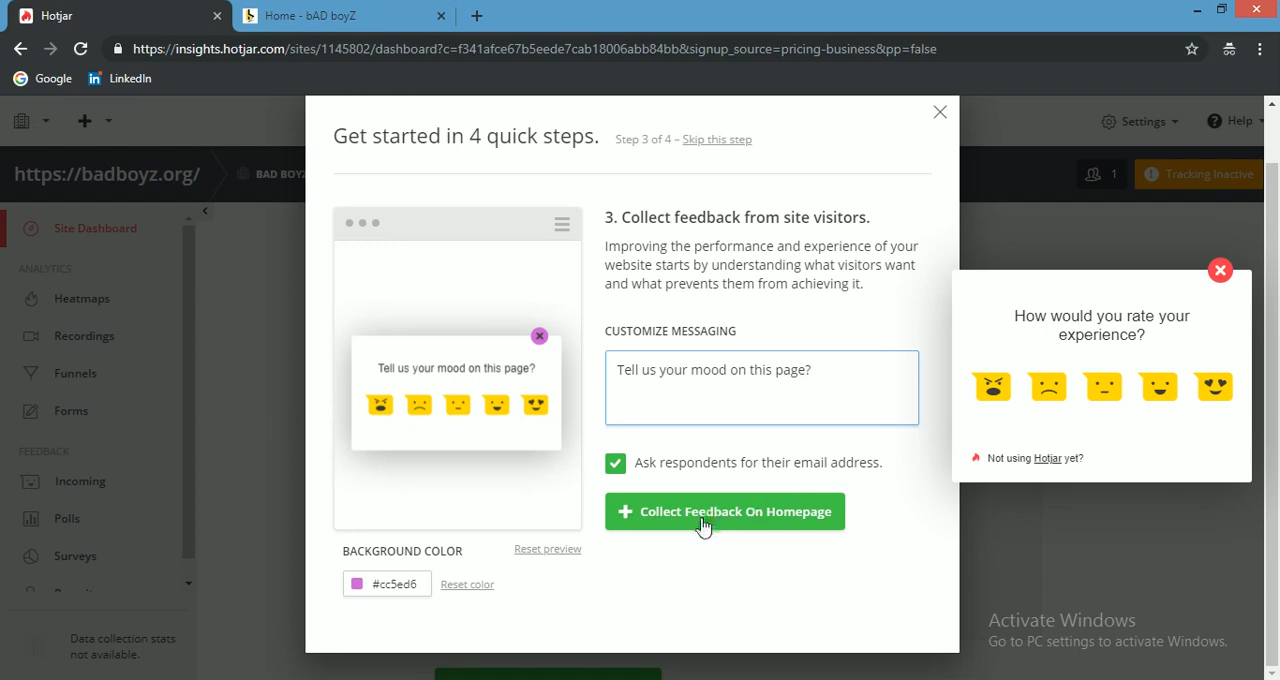 Hotjar
Home - bAD boyZ
https://insights.hotjar.com/sites/1145802/dashboard?c=f341afce67b5eede7cab18006abb84bb&signup_source=pricing-business&pp=false
Google
LinkedIn
Settings
Help
https://badboyz.org/
BAD BOYZ
1
Tracking Inactive
Site Dashboard
ANALYTICS
Heatmaps
Recordings
Funnels
Forms
FEEDBACK
Incoming
Polls
Surveys
Data collection stats
not available.
Get started in 4 quick steps.
Step 3 of 4 – Skip this step
Tell us your mood on this page?
BACKGROUND COLOR
Reset preview
#cc5ed6
Reset color
3. Collect feedback from site visitors.
Improving the performance and experience of your
website starts by understanding what visitors want
and what prevents them from achieving it.
CUSTOMIZE MESSAGING
Tell us your mood on this page?
Ask respondents for their email address.
Collect Feedback On Homepage
How would you rate your
experience?
Not using Hotjar yet?
Activate Windows
Go to PC settings to activate Windows.